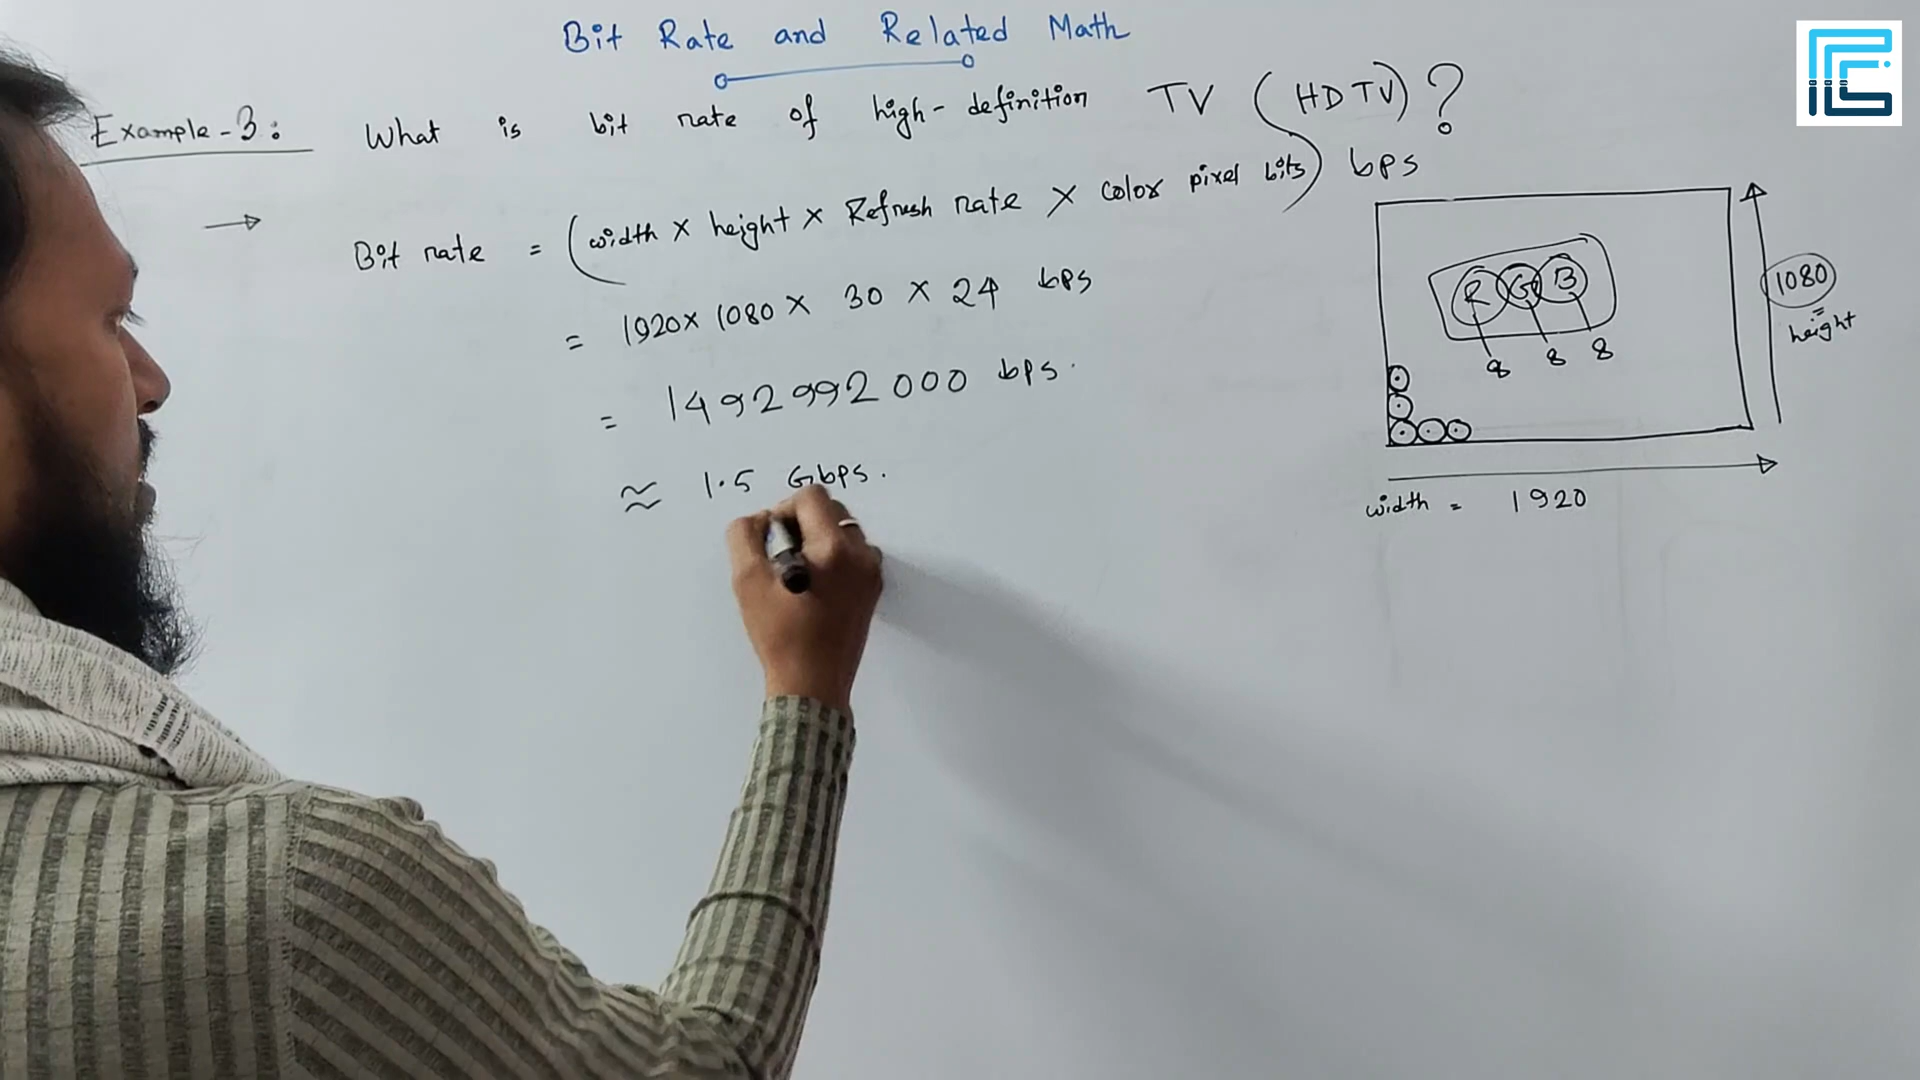 Bit Rate and Related Math
Example-3: What is bit rate of high-definition TV (HDTV)?
Bit rate = (width × height × Refresh rate × color pixel bits) bps
= 1920 × 1080 × 30 × 24 bps
= 1492992000 bps.
≈ 1.5 Gbps.
R G B
8 8 8
1080
=
height
width = 1920